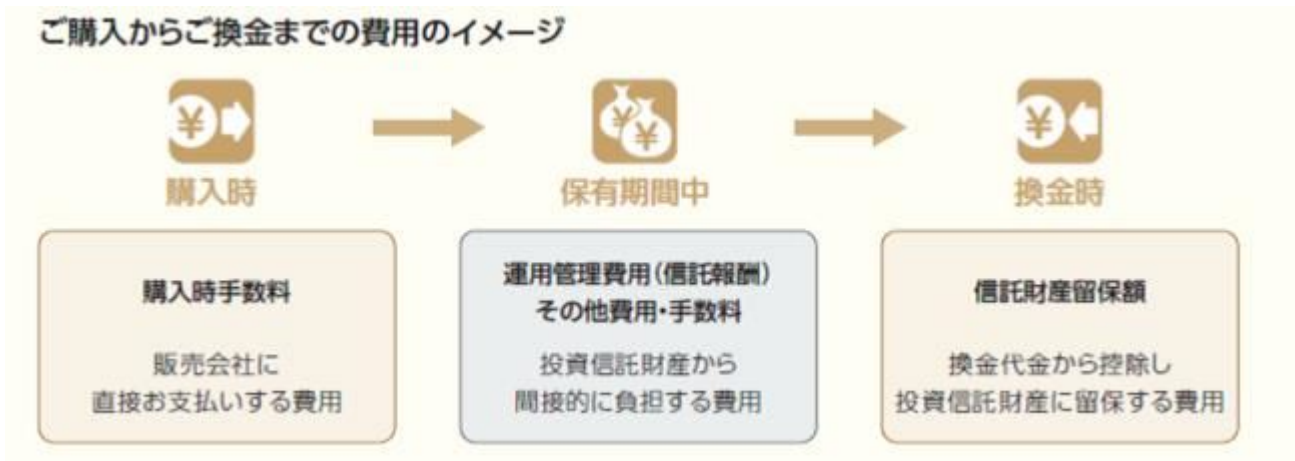 ご購入からご換金までの費用のイメージ
¥
¥¥
¥
購入時
保有期間中
換金時
購入時手数料
販売会社に
直接お支払いする費用
運用管理費用(信託報酬)
その他費用・手数料
投資信託財産から
間接的に負担する費用
信託財産留保額
換金代金から控除し
投資信託財産に留保する費用